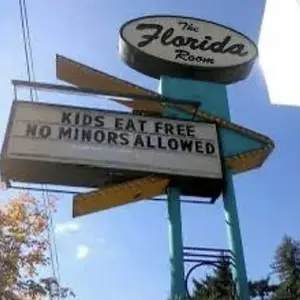 The
Florida
ROOM
KIDS EAT FREE
NO MINORS ALLOWED